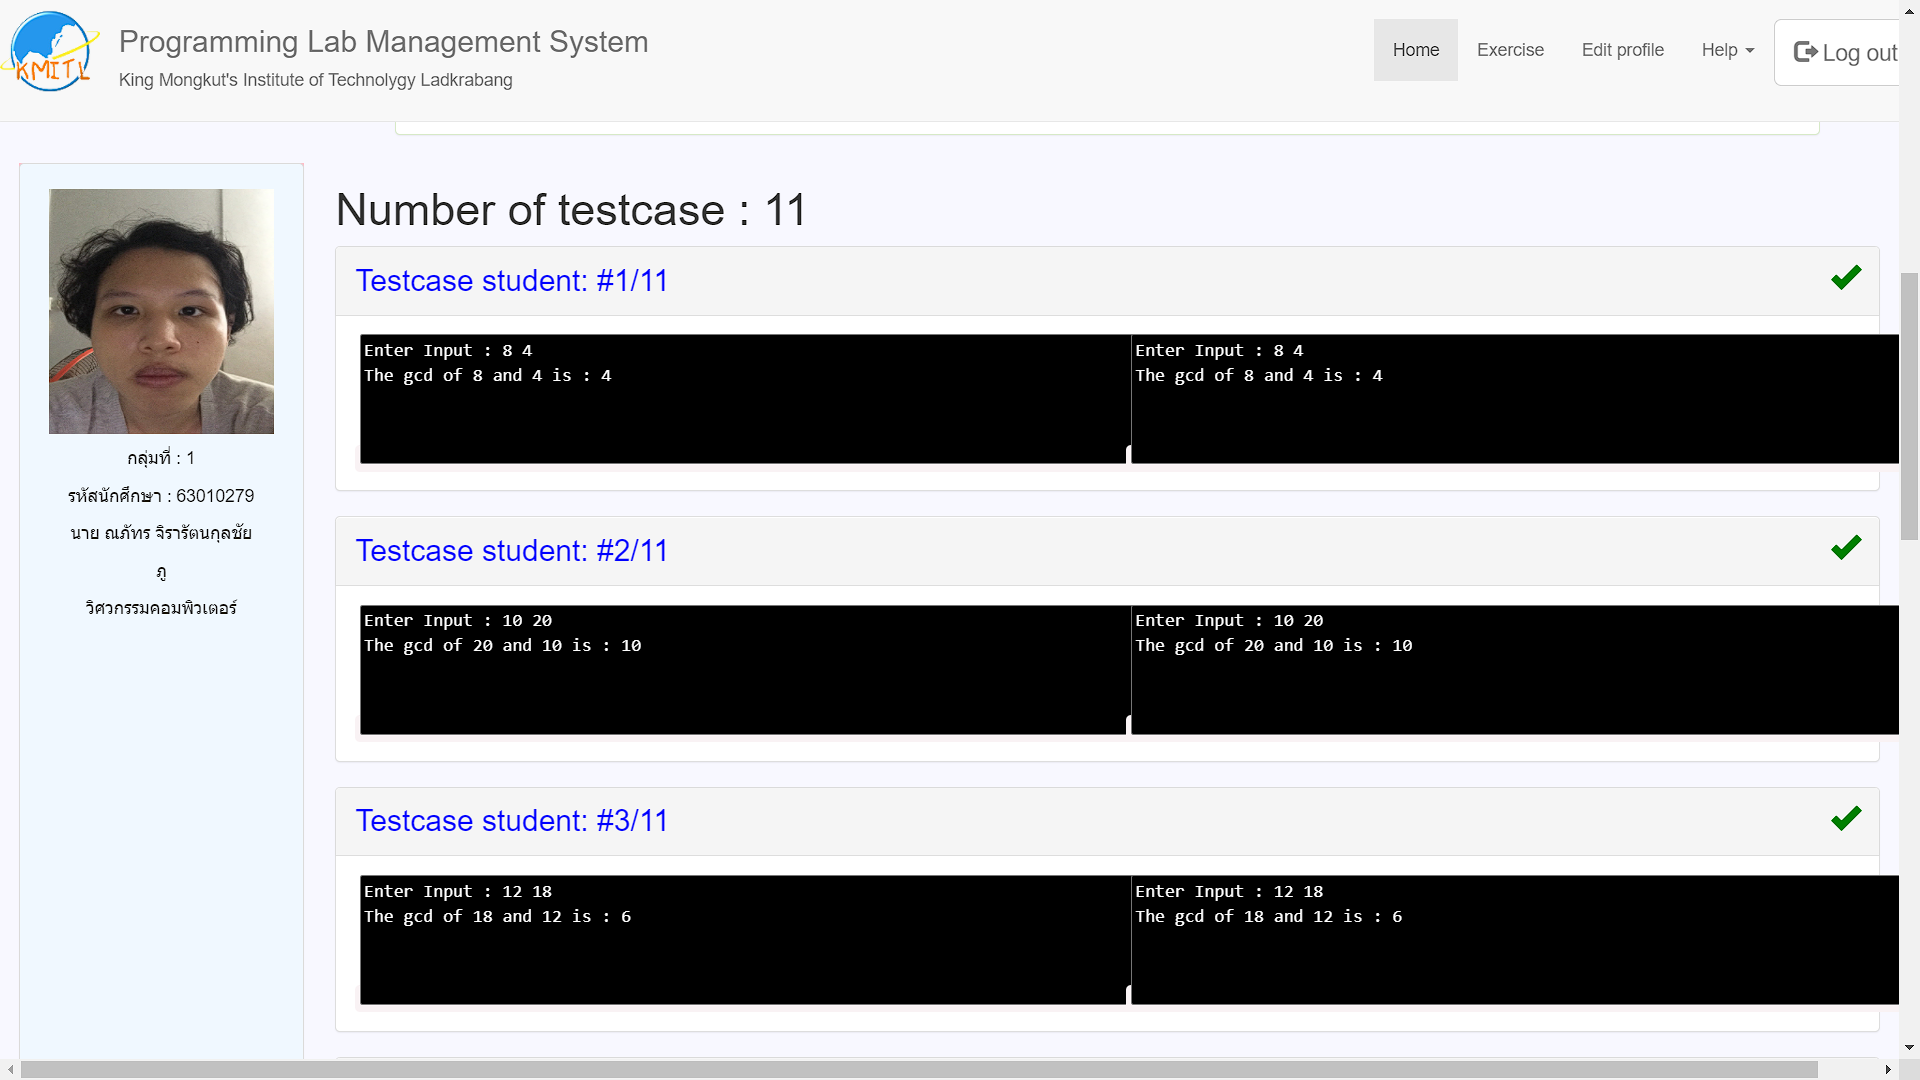 KMITL
Programming Lab Management System
King Mongkut's Institute of Technolygy Ladkrabang
Home
Exercise
Edit profile
Help
Log out
กลุ่มที่ : 1
รหัสนักศึกษา : 63010279
นาย ณภัทร จิรารัตนกุลชัย
ภู
วิศวกรรมคอมพิวเตอร์
Number of testcase : 11
Testcase student: #1/11
Enter Input : 8 4
The gcd of 8 and 4 is : 4
Enter Input : 8 4
The gcd of 8 and 4 is : 4
Testcase student: #2/11
Enter Input : 10 20
The gcd of 20 and 10 is : 10
Enter Input : 10 20
The gcd of 20 and 10 is : 10
Testcase student: #3/11
Enter Input : 12 18
The gcd of 18 and 12 is : 6
Enter Input : 12 18
The gcd of 18 and 12 is : 6